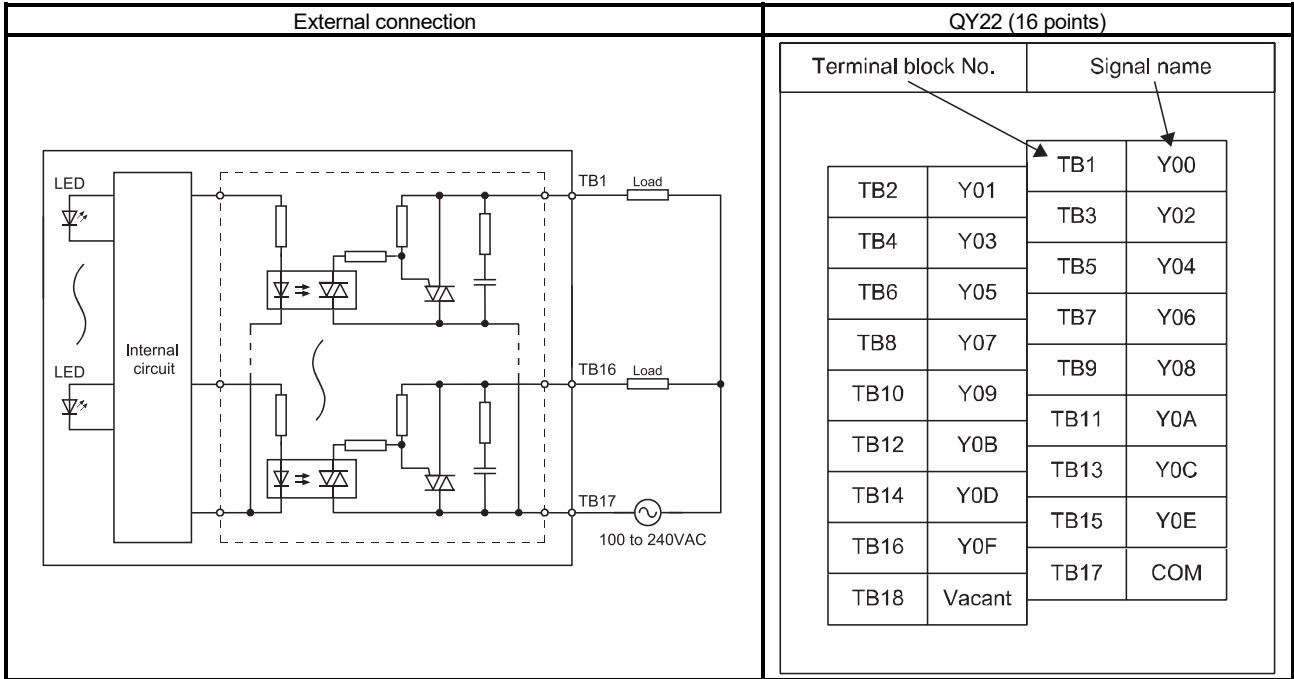 External connection
QY22 (16 points)
LED
LED
Internal
circuit
TB1
Load
TB16
Load
TB17
100 to 240VAC
Terminal block No.
Signal name
TB1 Y00
TB2 Y01
TB3 Y02
TB4 Y03
TB5 Y04
TB6 Y05
TB7 Y06
TB8 Y07
TB9 Y08
TB10 Y09
TB11 Y0A
TB12 Y0B
TB13 Y0C
TB14 Y0D
TB15 Y0E
TB16 Y0F
TB17 COM
TB18 Vacant